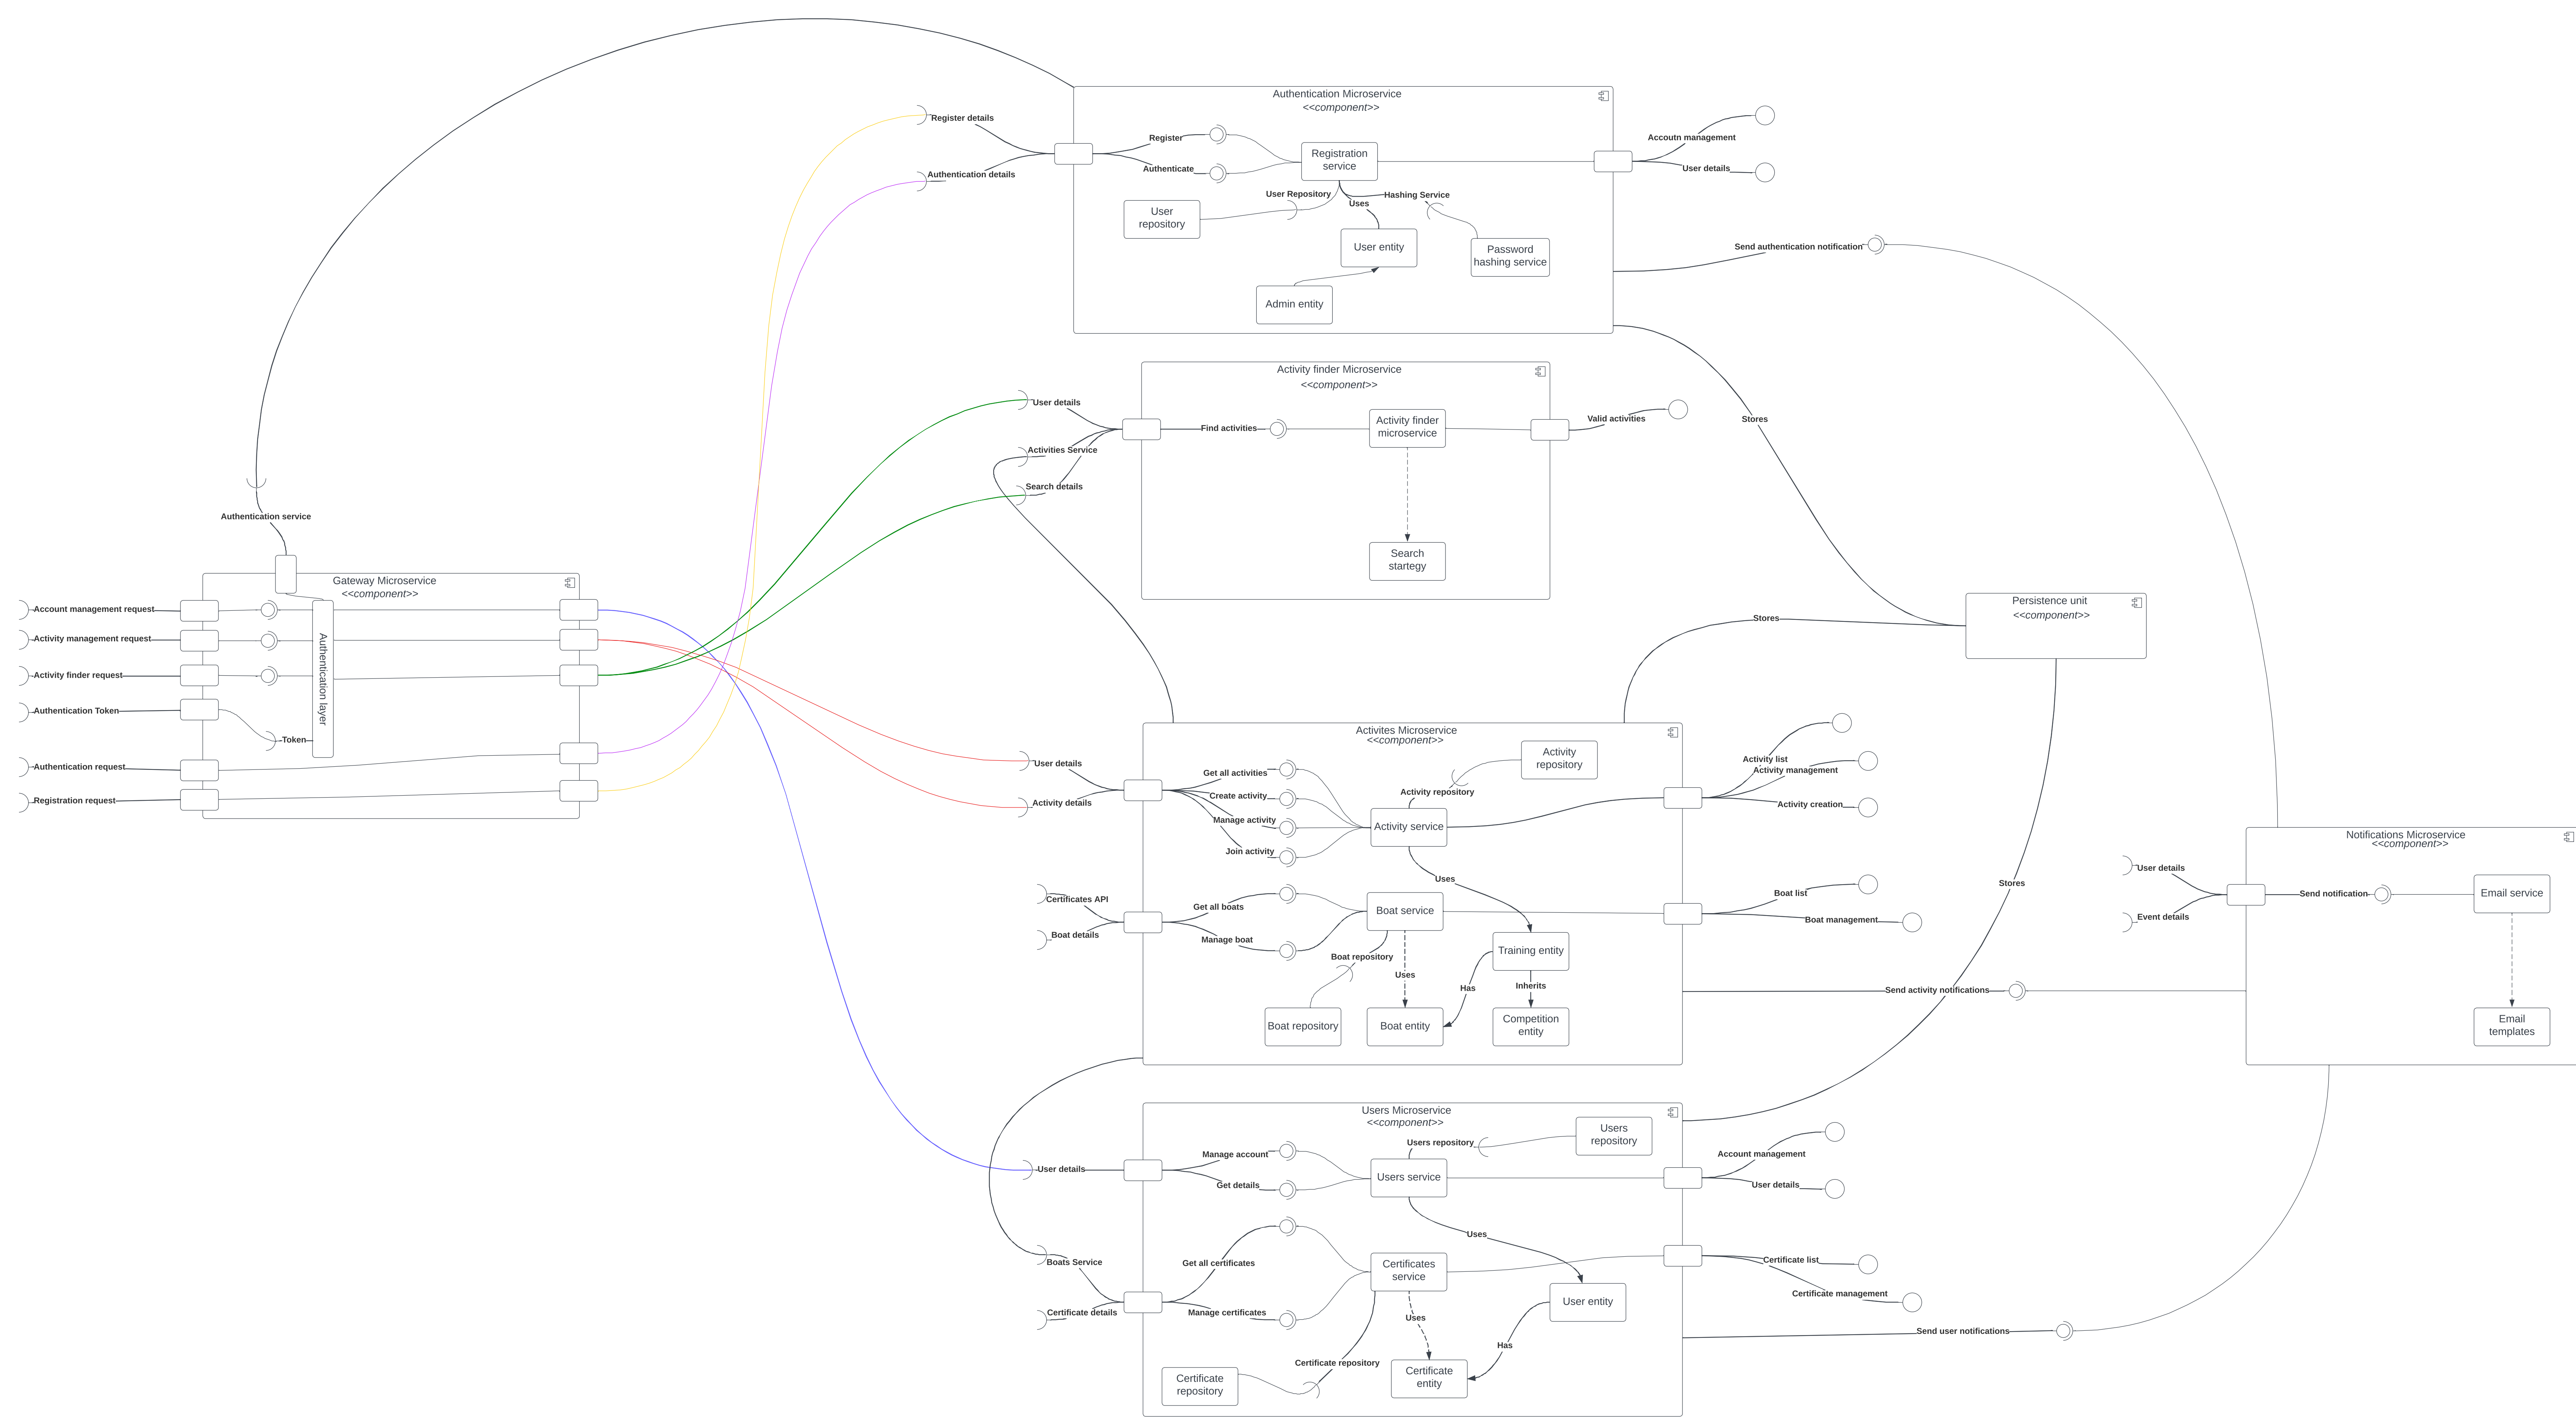 Authentication Microservice
<<component>>
Register details
Authentication details
Register
Authenticate
Registration
service
User Repository
Hashing Service
Uses
User
repository
User entity
Password
hashing service
Admin entity
Accoutn management
User details
Send authentication notification
Activity finder Microservice
<<component>>
User details
Activities Service
Search details
Find activities
Activity finder
microservice
Valid activities
Search
startegy
Stores
Authentication service
Gateway Microservice
<<component>>
Account management request
Activity management request
Activity finder request
Authentication Token
Token
Authentication layer
Authentication request
Registration request
Persistence unit
<<component>>
Stores
Stores
Activites Microservice
<<component>>
User details
Activity details
Get all activities
Create activity
Manage activity
Join activity
Activity
repository
Activity repository
Activity service
Activity list
Activity management
Activity creation
Uses
Certificates API
Boat details
Get all boats
Manage boat
Boat service
Boat repository
Uses
Training entity
Has
Inherits
Boat repository
Boat entity
Competition
entity
Boat list
Boat management
Send activity notifications
Notifications Microservice
<<component>>
User details
Event details
Send notification
Email service
Email
templates
Users Microservice
<<component>>
User details
Manage account
Get details
Users repository
Users
repository
Users service
Account management
User details
Uses
Boats Service
Certificate details
Get all certificates
Manage certificates
Certificates
service
Uses
User entity
Has
Certificate repository
Certificate
repository
Certificate
entity
Certificate list
Certificate management
Send user notifications